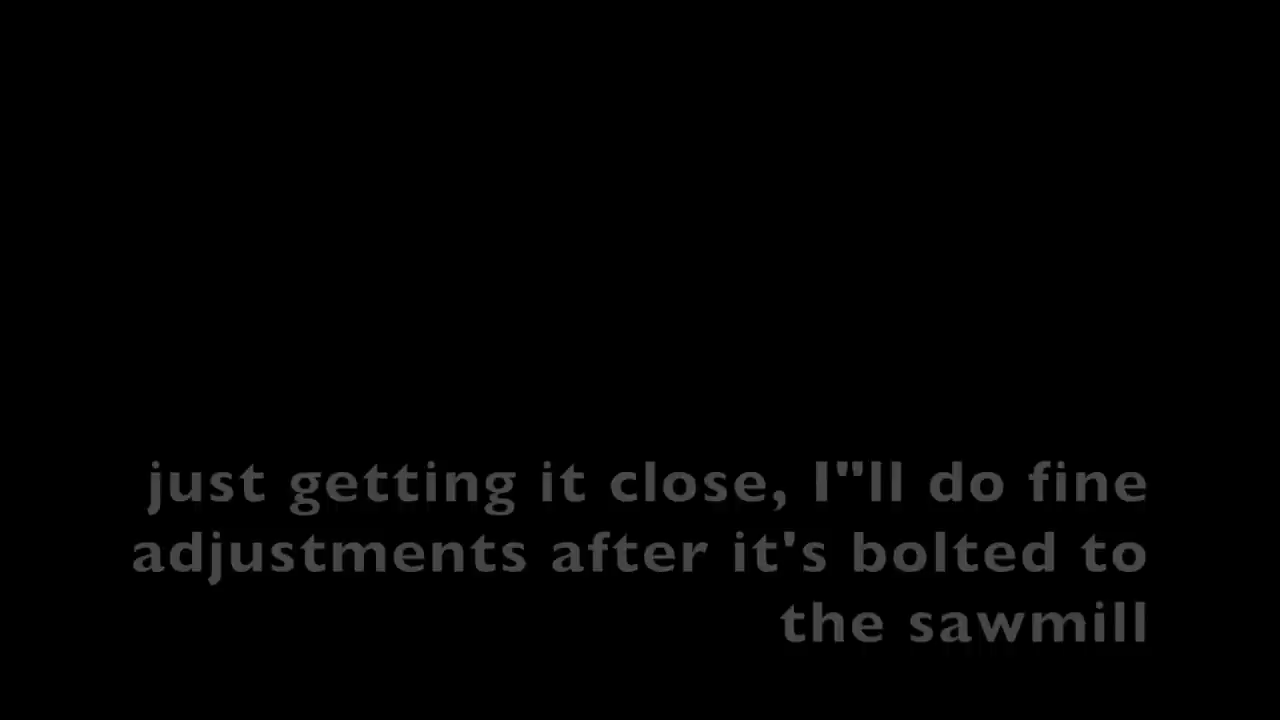 just getting it close, I"ll do fine
adjustments after it's bolted to
the sawmill